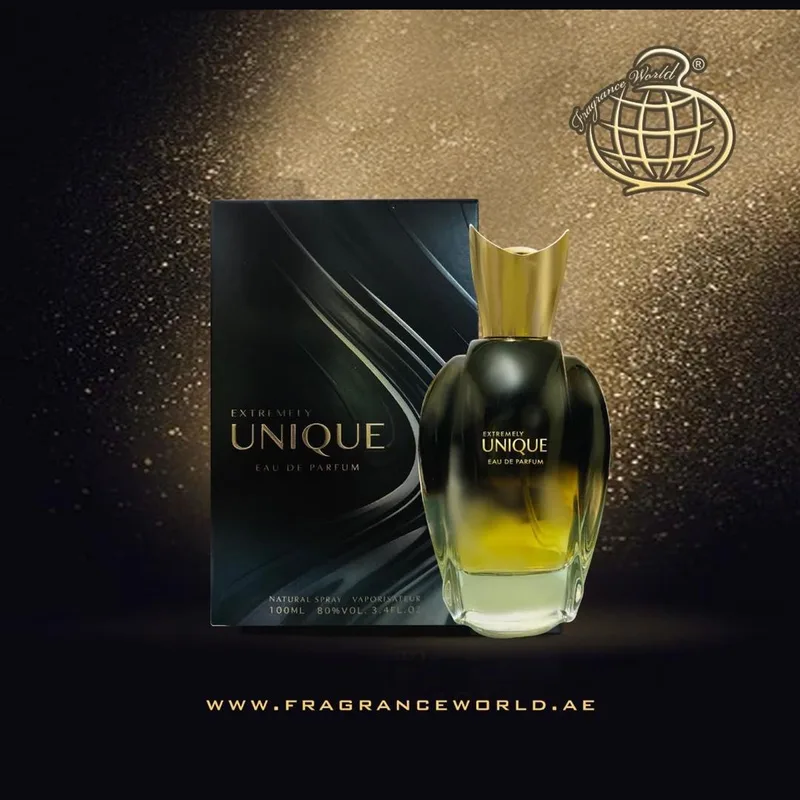 Fragrance World®
EXTREMELY
UNIQUE
EAU DE PARFUM
EXTREMELY
UNIQUE
EAU DE PARFUM
NATURAL SPRAY VAPORISATEUR
100ML 80%VOL. 3.4FL.OZ
WWW.FRAGRANCEWORLD.AE